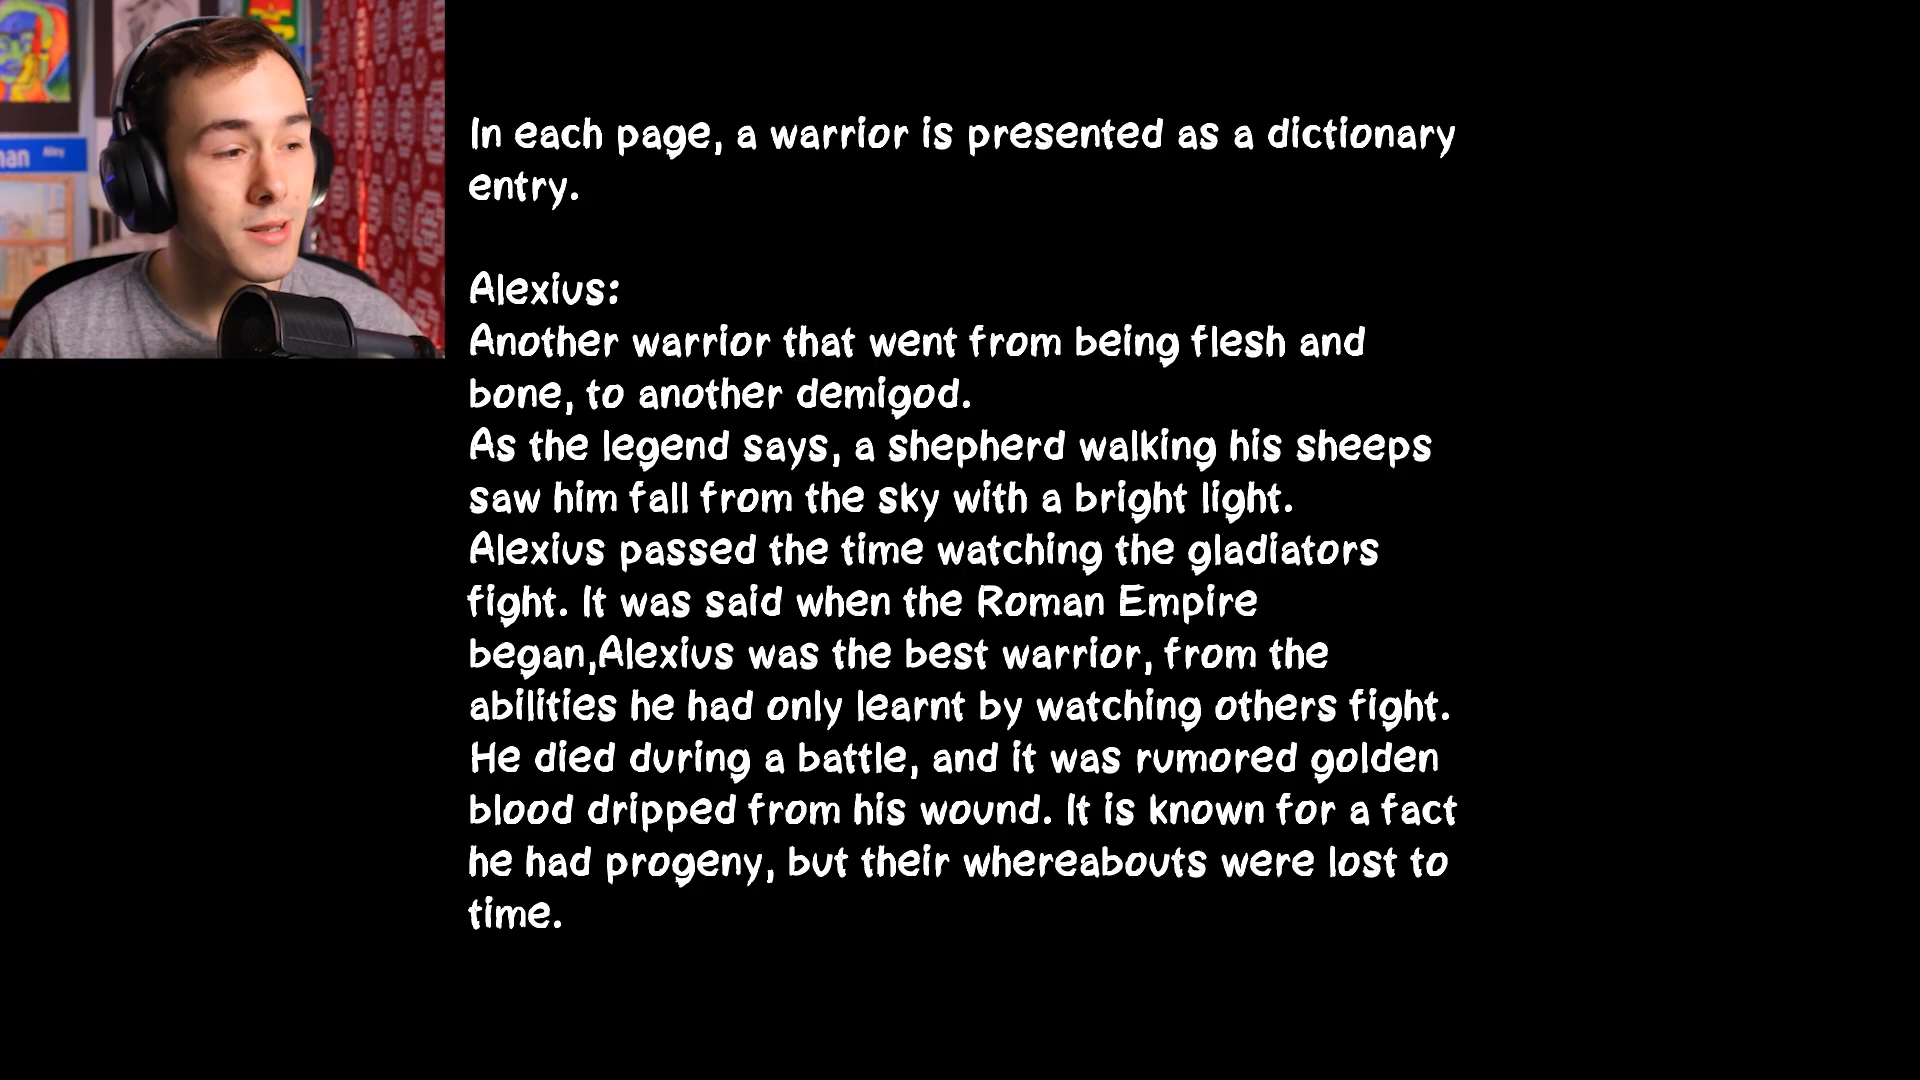 man Alley
In each page, a warrior is presented as a dictionary
entry.
Alexius:
Another warrior that went from being flesh and
bone, to another demigod.
As the legend says, a shepherd walking his sheeps
saw him fall from the sky with a bright light.
Alexius passed the time watching the gladiators
fight. It was said when the Roman Empire
began,Alexius was the best warrior, from the
abilities he had only learnt by watching others fight.
He died during a battle, and it was rumored golden
blood dripped from his wound. It is known for a fact
he had progeny, but their whereabouts were lost to
time.